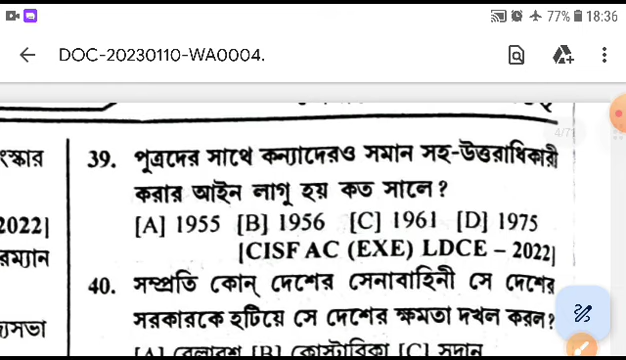 77% 18:36
DOC-20230110-WA0004.
4/7
ংস্কার
39. পুত্রদের সাথে কন্যাদেরও সমান সহ-উত্তরাধিকারী
করার আইন লাগু হয় কত সালে?
2022]
[A] 1955 [B] 1956 [C] 1961 [D] 1975
রম্যান
[CISF AC (EXE) LDCE – 2022]
40. সম্প্রতি কোন্ দেশের সেনাবাহিনী সে দেশের
সরকারকে হটিয়ে সে দেশের ক্ষমতা দখল করল?
্যসভা
[A] বেলারুশ [B] কোস্টারিকা [C] সুদান